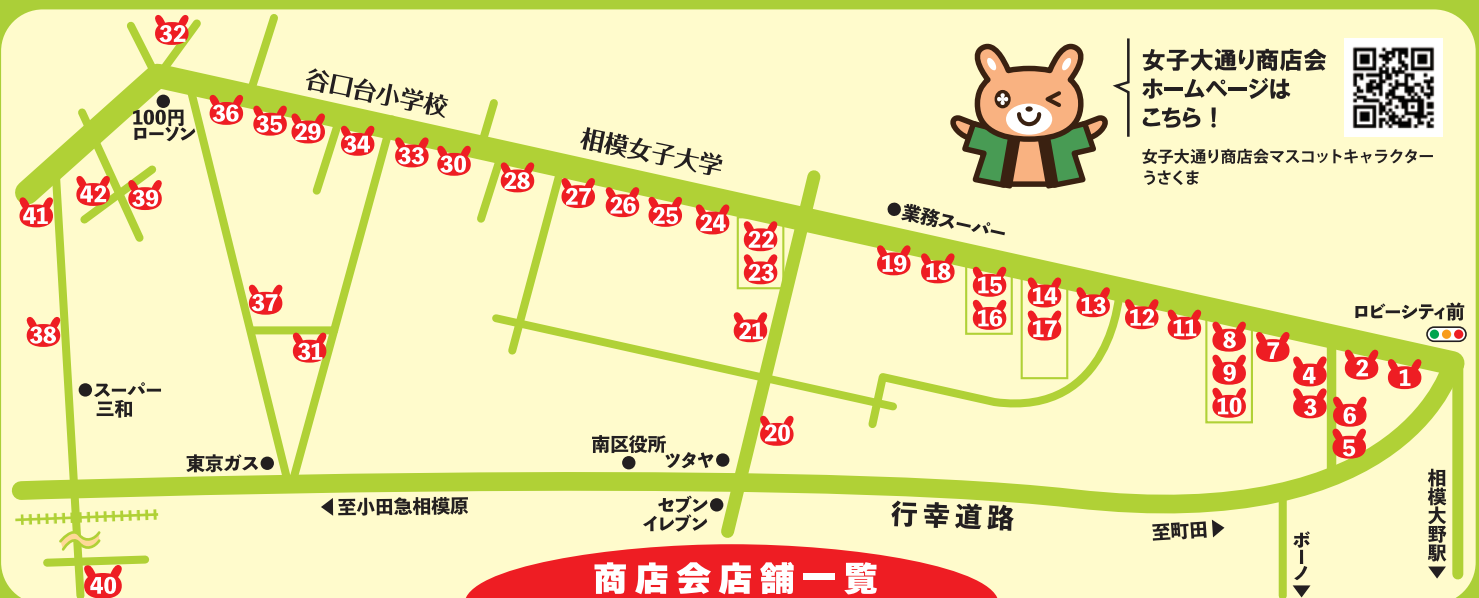 32
女子大通り商店会
ホームページは
こちら！
女子大通り商店会マスコットキャラクター
うさくま
谷口台小学校
100円
ローソン
36
35
29
34
33
30
相模女子大学
28
27
26
25
24
22
23
42
39
41
業務スーパー
19
18
15
16
14
17
13
12
11
8
9
10
7
4
3
2
1
6
5
ロビーシティ前
37
31
38
21
20
スーパー
三和
東京ガス
南区役所
ツタヤ
◀至小田急相模原
セブン
イレブン
行幸道路
至町田▶
ボーノ▼
相模大野駅▼
40
商店会店舗一覧